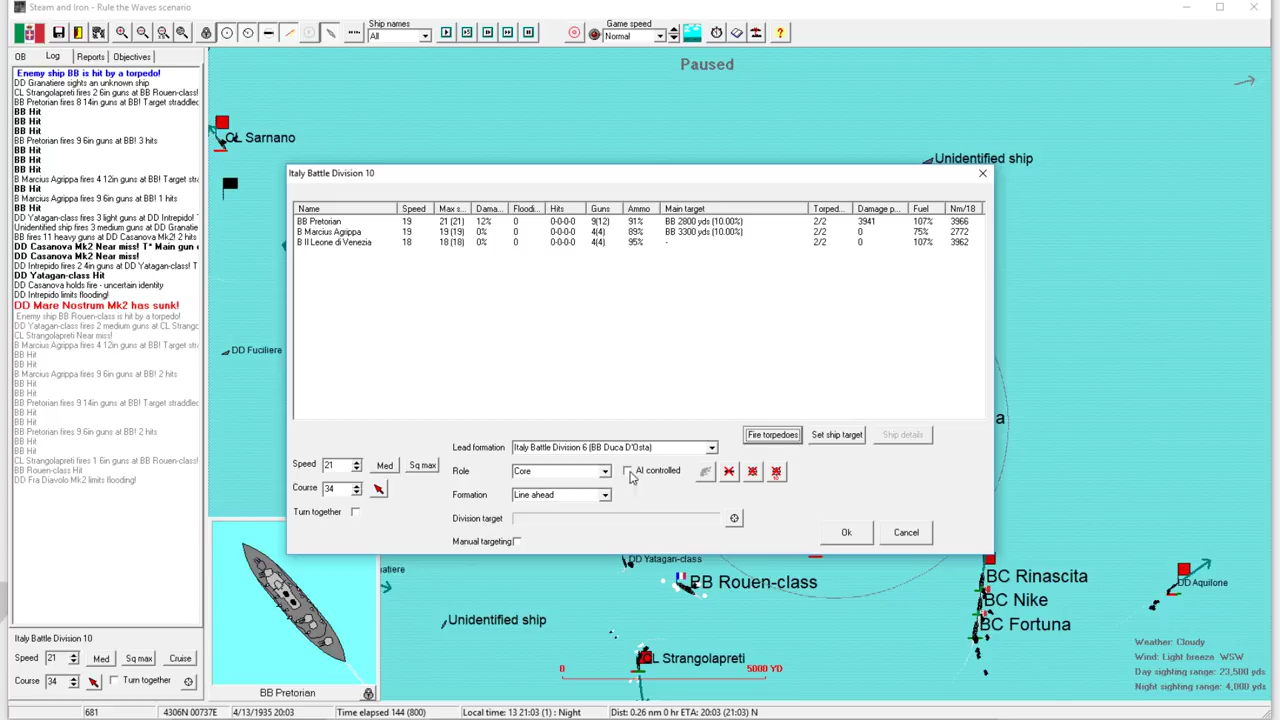 Steam and Iron - Rule the Waves scenario
Ship names
All
Game speed
Normal
OB
Log
Reports
Objectives
Paused
Enemy ship BB is hit by a torpedo!
DD Granatiere sights an unknown ship
CL Strangolapreti fires 2 6in guns at BB Rouen-class!
BB Pretorian fires 8 14in guns at BB! Target straddled
BB Hit
BB Hit
BB Hit
BB Pretorian fires 9 6in guns at BB! 3 hits
BB Hit
BB Hit
BB Hit
B Marcius Agrippa fires 4 12in guns at BB! Target str
BB Hit
B Marcius Agrippa fires 9 6in guns at BB! 1 hits
BB Hit
DD Yatagan-class fires 3 light guns at DD Intrepido!
Unidentified ship fires 3 medium guns at DD Granatiere
BB fires 11 heavy guns at DD Casanova Mk2! 2 hits
DD Casanova Mk2 Near miss! T* Main gun
DD Casanova Mk2 Near miss!
DD Intrepido fires 2 4in guns at DD Yatagan-class!
DD Yatagan-class Hit
DD Casanova holds fire - uncertain identity
DD Intrepido limits flooding!
DD Mare Nostrum Mk2 has sunk!
Enemy ship BB Rouen-class is hit by a torpedo!
DD Yatagan-class fires 2 medium guns at CL Strango
CL Strangolapreti Near miss!
B Marcius Agrippa fires 4 12in guns at BB! Target str
BB Hit
BB Hit
B Marcius Agrippa fires 9 6in guns at BB! 2 hits
BB Hit
BB Hit
BB Pretorian fires 9 14in guns at BB! Target straddled
BB Hit
BB Hit
BB Pretorian fires 9 6in guns at BB! 2 hits
BB Hit
BB Hit
CL Strangolapreti fires 1 6in guns at BB Rouen-class!
BB Rouen-class Hit
DD Fra Diavolo Mk2 limits flooding!
CL Sarnano
Unidentified ship
DD Fuciliere
Italy Battle Division 10
Name Speed Max s... Dama... Floodi... Hits Guns Ammo Main target Torped... Damage p... Fuel Nm/18
BB Pretorian 19 21 (21) 12% 0 0-0-0-0 9(12) 91% BB 2800 yds (10.00%) 2/2 3941 107% 3966
B Marcius Agrippa 19 19 (19) 0% 0 0-0-0-0 4(4) 89% BB 3300 yds (10.00%) 2/2 0 75% 2772
B Il Leone di Venezia 18 18 (18) 0% 0 0-0-0-0 4(4) 95% - 2/2 0 107% 3962
Fire torpedoes
Set ship target
Ship details
Lead formation
Italy Battle Division 6 (BB Duca D'Osta)
Speed
21
Med
Sq max
Role
Core
AI controlled
Course
34
Formation
Line ahead
Turn together
Division target
Manual targeting
Ok
Cancel
a
DD Yatagan-class
atiere
BB Rouen-class
Unidentified ship
CL Strangolapreti
BC Rinascita
BC Nike
BC Fortuna
DD Aquilone
0
5000 YD
Weather: Cloudy
Wind: Light breeze WSW
Day sighting range: 23,500 yds
Night sighting range: 4,000 yds
Italy Battle Division 10
Speed
21
Med
Sq max
Cruise
Course
34
Turn together
BB Pretorian
681
4306N 00737E
4/13/1935 20:03
Time elapsed 144 (800)
Local time: 13 21:03 (1) : Night
Dist: 0.26 nm 0 hr ETA: 20:03 (21:03) N